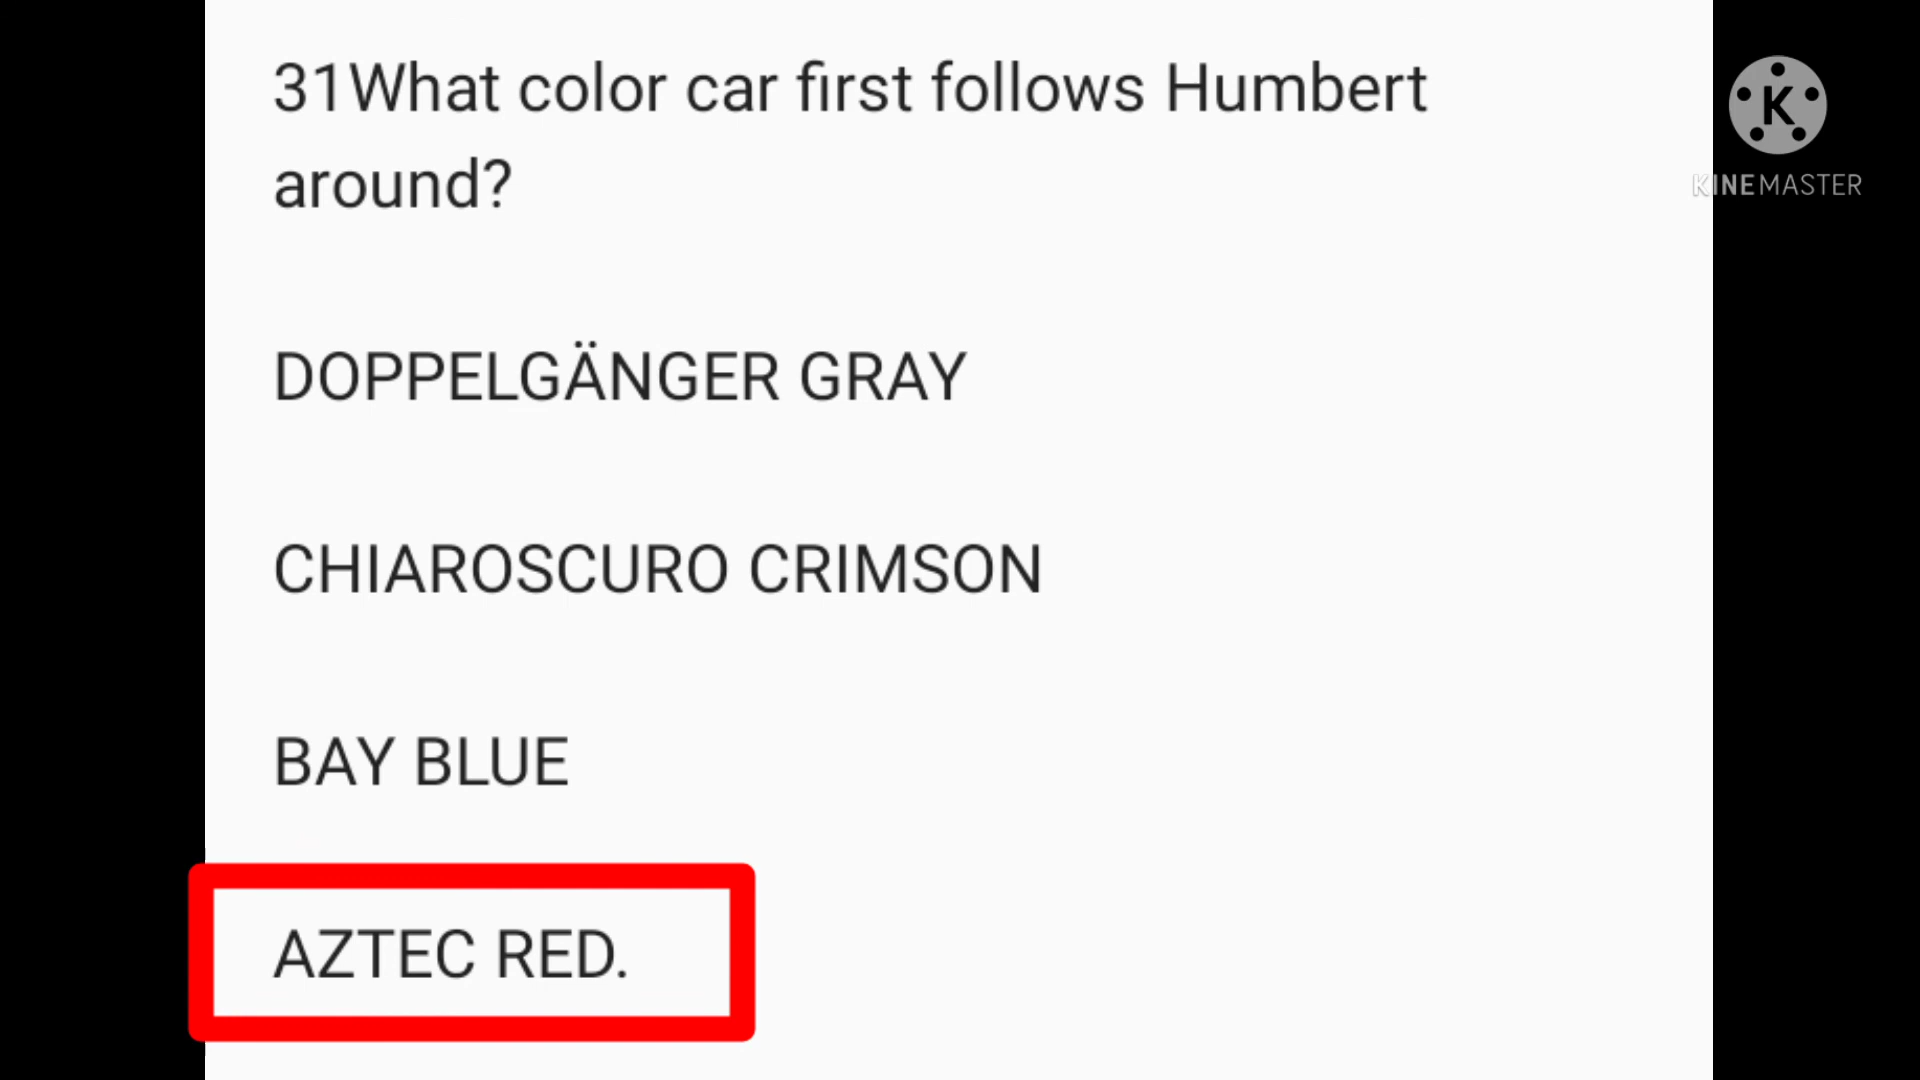 31What color car first follows Humbert
around?
DOPPELGÄNGER GRAY
CHIAROSCURO CRIMSON
BAY BLUE
AZTEC RED.
K
KINEMASTER